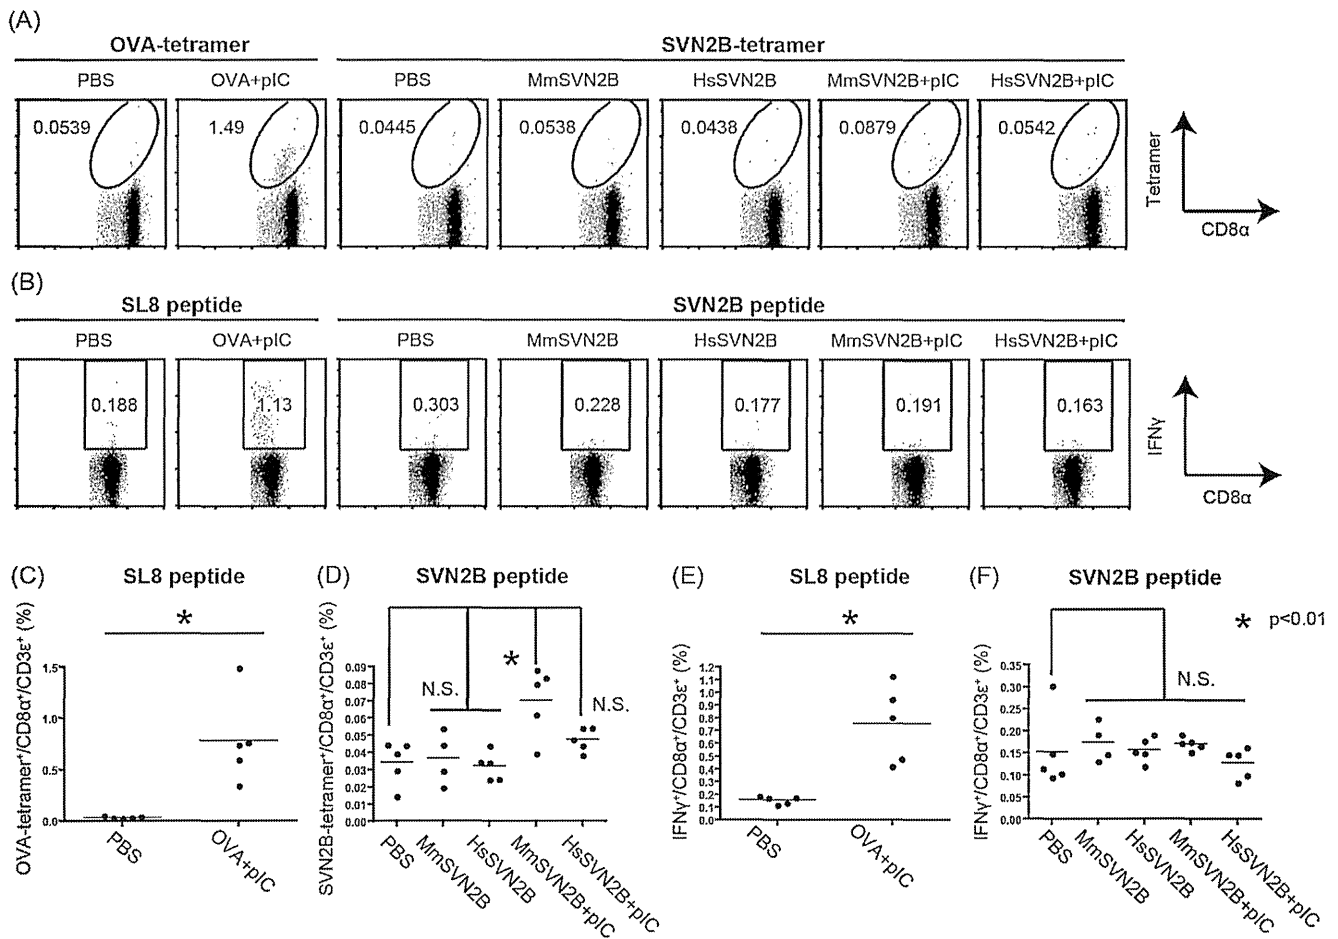 (A)
OVA-tetramer SVN2B-tetramer
PBS OVA+pIC PBS MmSVN2B HsSVN2B MmSVN2B+pIC HsSVN2B+pIC
0.0539 1.49 0.0445 0.0538 0.0438 0.0879 0.0542
Tetramer
CD8α
(B)
SL8 peptide SVN2B peptide
PBS OVA+pIC PBS MmSVN2B HsSVN2B MmSVN2B+pIC HsSVN2B+pIC
0.188 1.13 0.303 0.228 0.177 0.191 0.163
IFNγ
CD8α
(C) SL8 peptide
OVA-tetramer⁺/CD8α⁺/CD3ε⁺ (%)
*
1.5
1.0
0.5
0.0
PBS OVA+pIC
(D) SVN2B peptide
SVN2B-tetramer⁺/CD8α⁺/CD3ε⁺ (%)
0.09
0.08
0.07
0.06
0.05
0.04
0.03
0.02
0.01
0.00
N.S. * N.S.
PBS MmSVN2B HsSVN2B MmSVN2B+pIC HsSVN2B+pIC
(E) SL8 peptide
IFNγ⁺/CD8α⁺/CD3ε⁺ (%)
*
1.2
1.1
1.0
0.9
0.8
0.7
0.6
0.5
0.4
0.3
0.2
0.1
0.0
PBS OVA+pIC
(F) SVN2B peptide
IFNγ⁺/CD8α⁺/CD3ε⁺ (%)
* p<0.01
0.35
0.30
0.25
0.20
0.15
0.10
0.05
0.00
N.S.
PBS MmSVN2B HsSVN2B MmSVN2B+pIC HsSVN2B+pIC